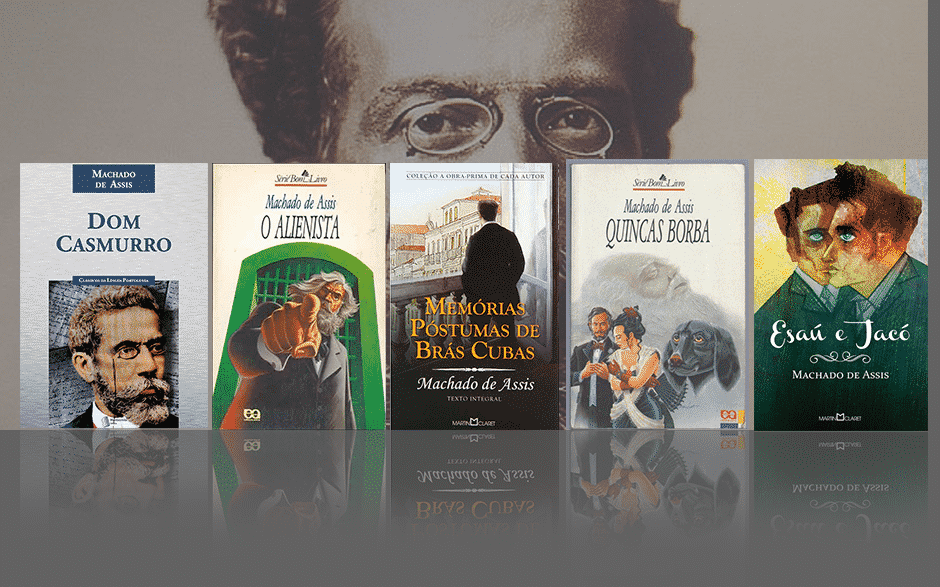 MACHADO
DE ASSIS
DOM
CASMURRO
CLÁSSICOS DA LÍNGUA PORTUGUESA
Série Bom Livro
Machado de Assis
O ALIENISTA
ea
COLEÇÃO A OBRA-PRIMA DE CADA AUTOR
MEMÓRIAS
PÓSTUMAS DE
BRÁS CUBAS
Machado de Assis
TEXTO INTEGRAL
MARTIN CLARET
Série Bom Livro
Machado de Assis
QUINCAS BORBA
ea
Esaú e Jacó
MACHADO DE ASSIS
MARTIN CLARET